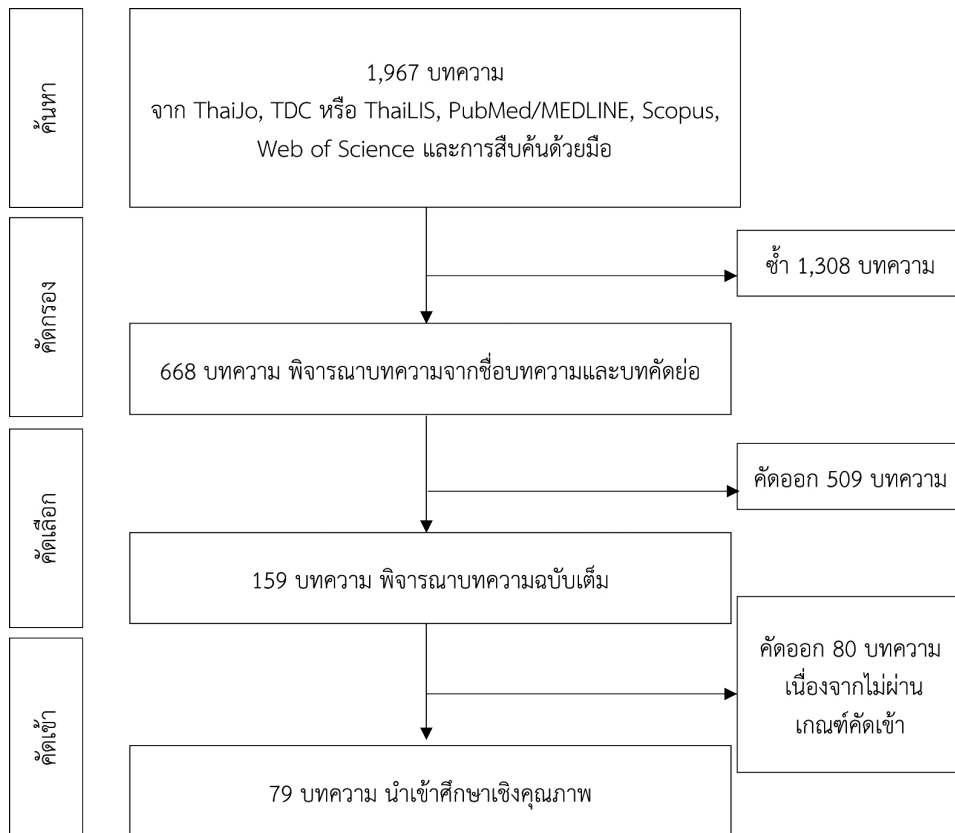 ค้นหา
1,967 บทความ
จาก ThaiJo, TDC หรือ ThaiLIS, PubMed/MEDLINE, Scopus,
Web of Science และการสืบค้นด้วยมือ
คัดกรอง
ซ้ำ 1,308 บทความ
668 บทความ พิจารณาบทความจากชื่อบทความและบทคัดย่อ
คัดเลือก
คัดออก 509 บทความ
159 บทความ พิจารณาบทความฉบับเต็ม
คัดเข้า
คัดออก 80 บทความ
เนื่องจากไม่ผ่าน
เกณฑ์คัดเข้า
79 บทความ นำเข้าศึกษาเชิงคุณภาพ